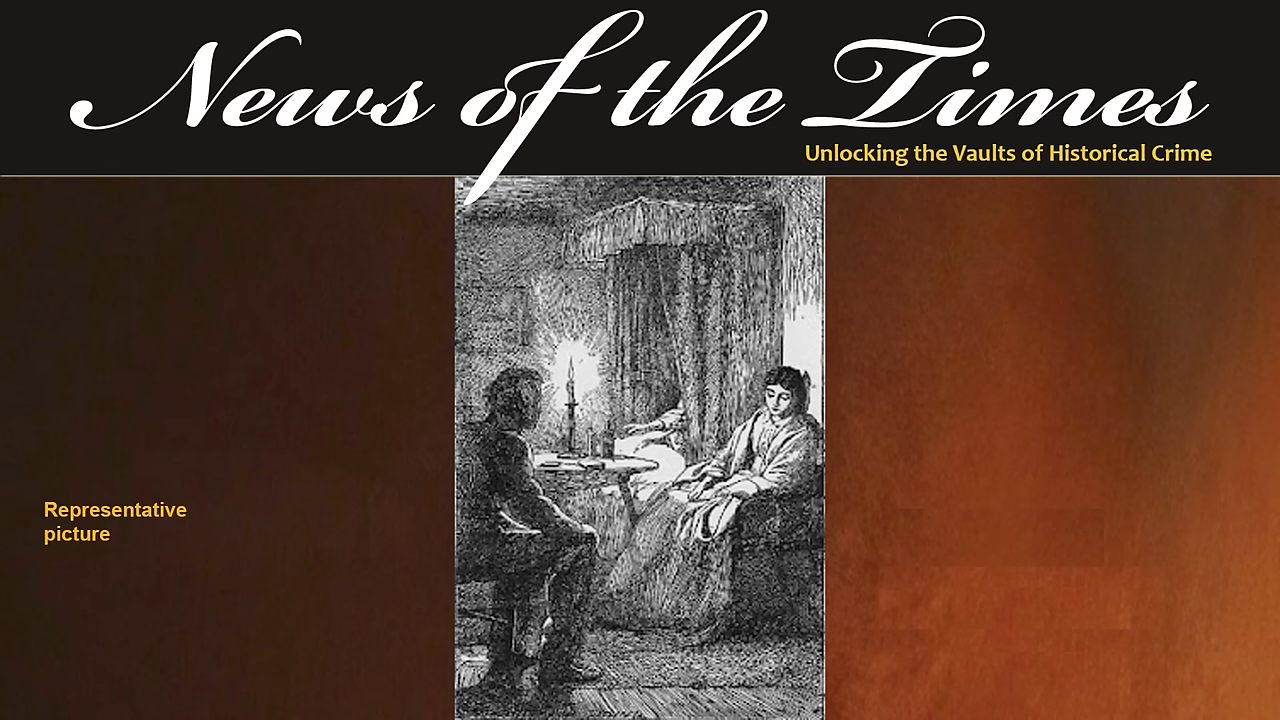 News of the Times
Unlocking the Vaults of Historical Crime
Representative
picture